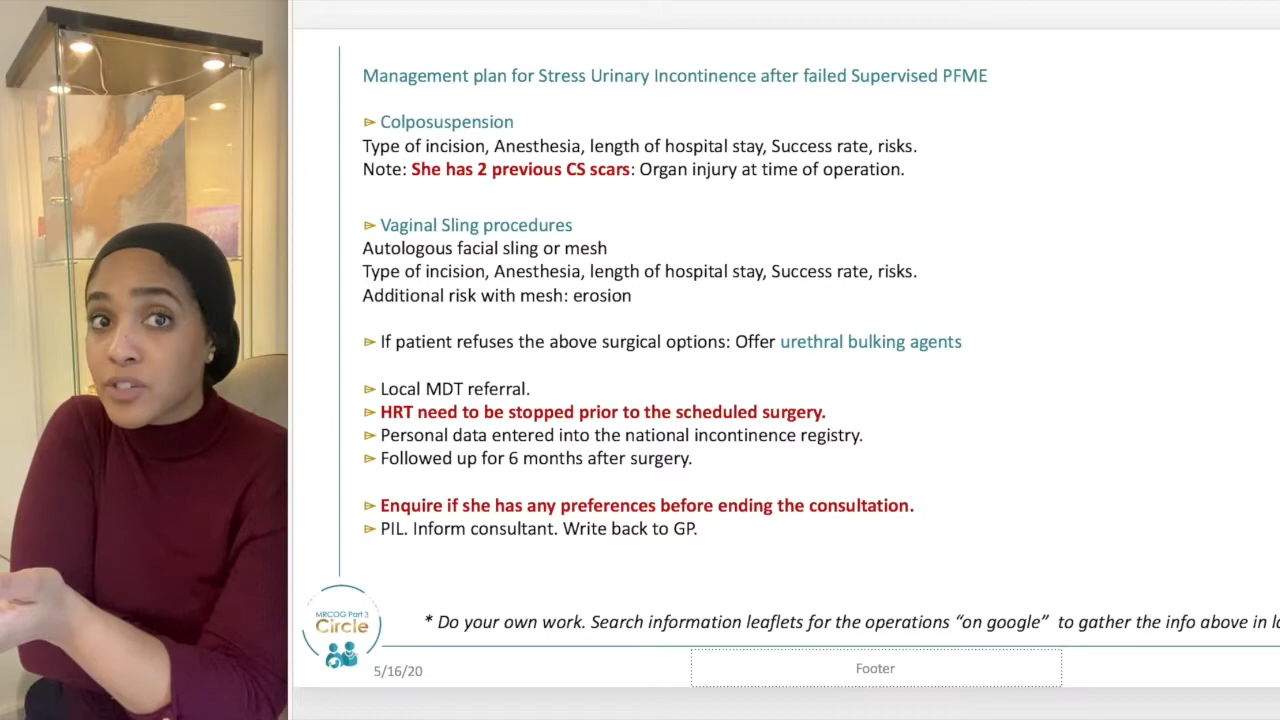 Management plan for Stress Urinary Incontinence after failed Supervised PFME
Colposuspension
Type of incision, Anesthesia, length of hospital stay, Success rate, risks.
Note: She has 2 previous CS scars: Organ injury at time of operation.
Vaginal Sling procedures
Autologous facial sling or mesh
Type of incision, Anesthesia, length of hospital stay, Success rate, risks.
Additional risk with mesh: erosion
If patient refuses the above surgical options: Offer urethral bulking agents
Local MDT referral.
HRT need to be stopped prior to the scheduled surgery.
Personal data entered into the national incontinence registry.
Followed up for 6 months after surgery.
Enquire if she has any preferences before ending the consultation.
PIL. Inform consultant. Write back to GP.
MRCOG Part 3
Circle
* Do your own work. Search information leaflets for the operations “on google” to gather the info above in
5/16/20
Footer